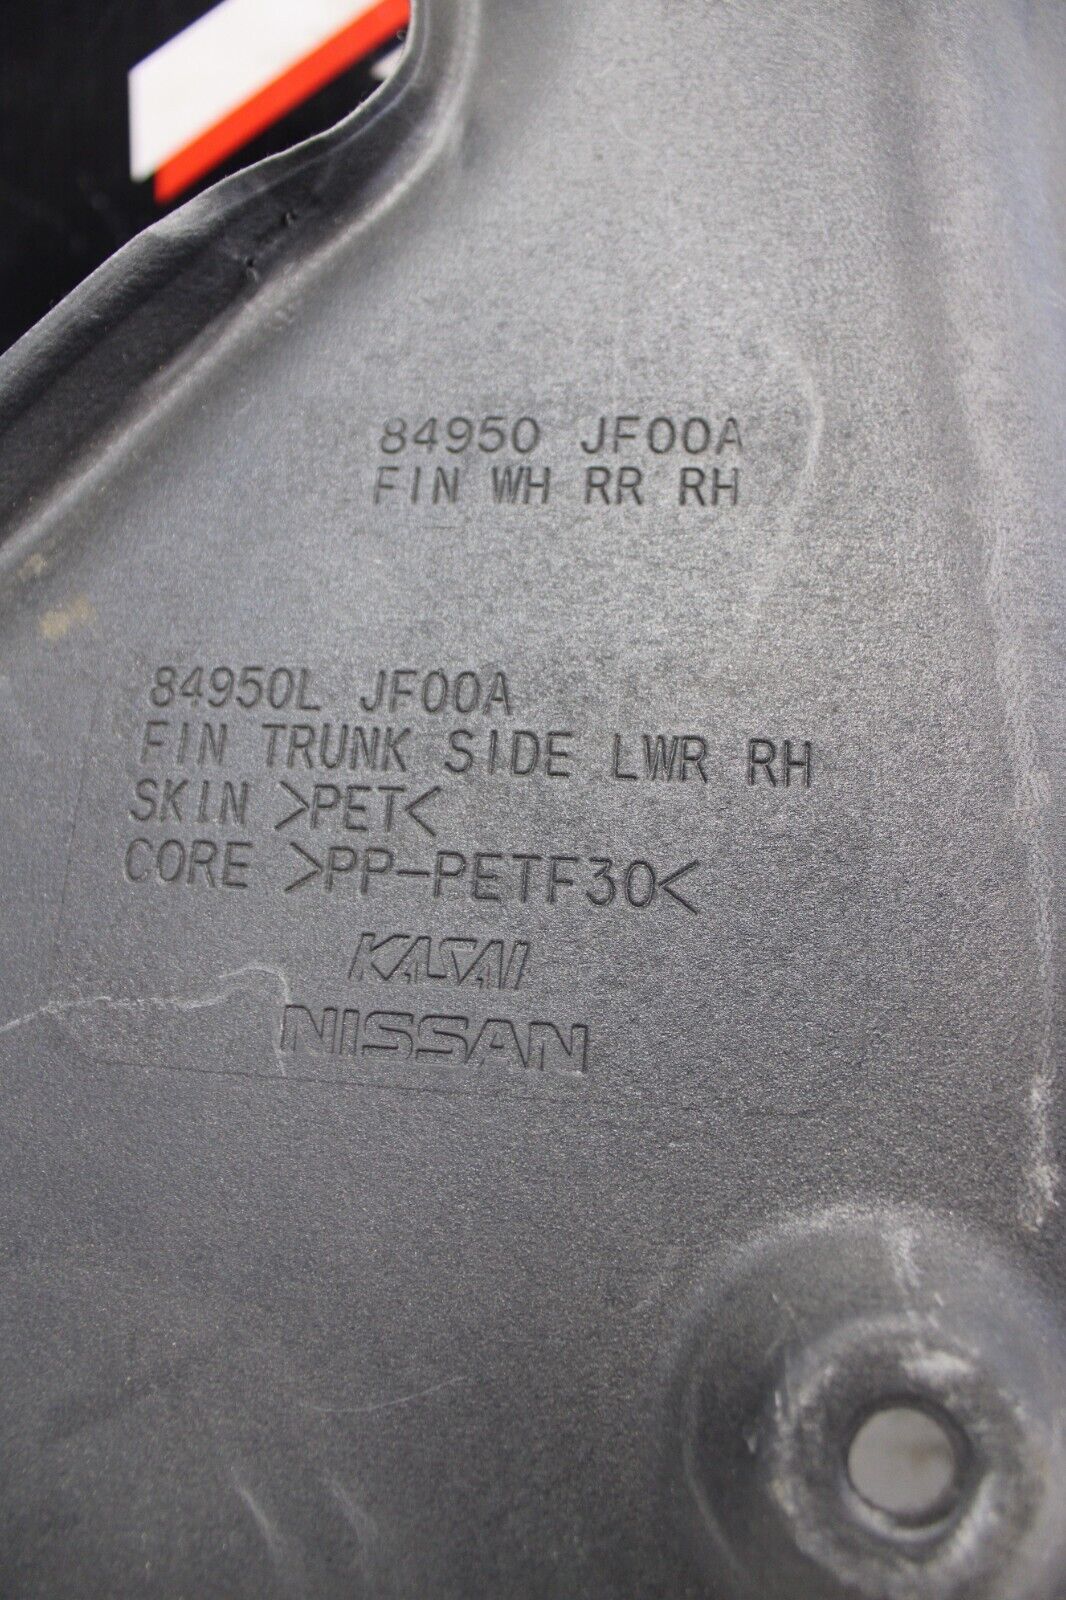 84950 JF00A
FIN WH RR RH
84950L JF00A
FIN TRUNK SIDE LWR RH
SKIN >PET<
CORE >PP-PETF30<
KASAI
NISSAN